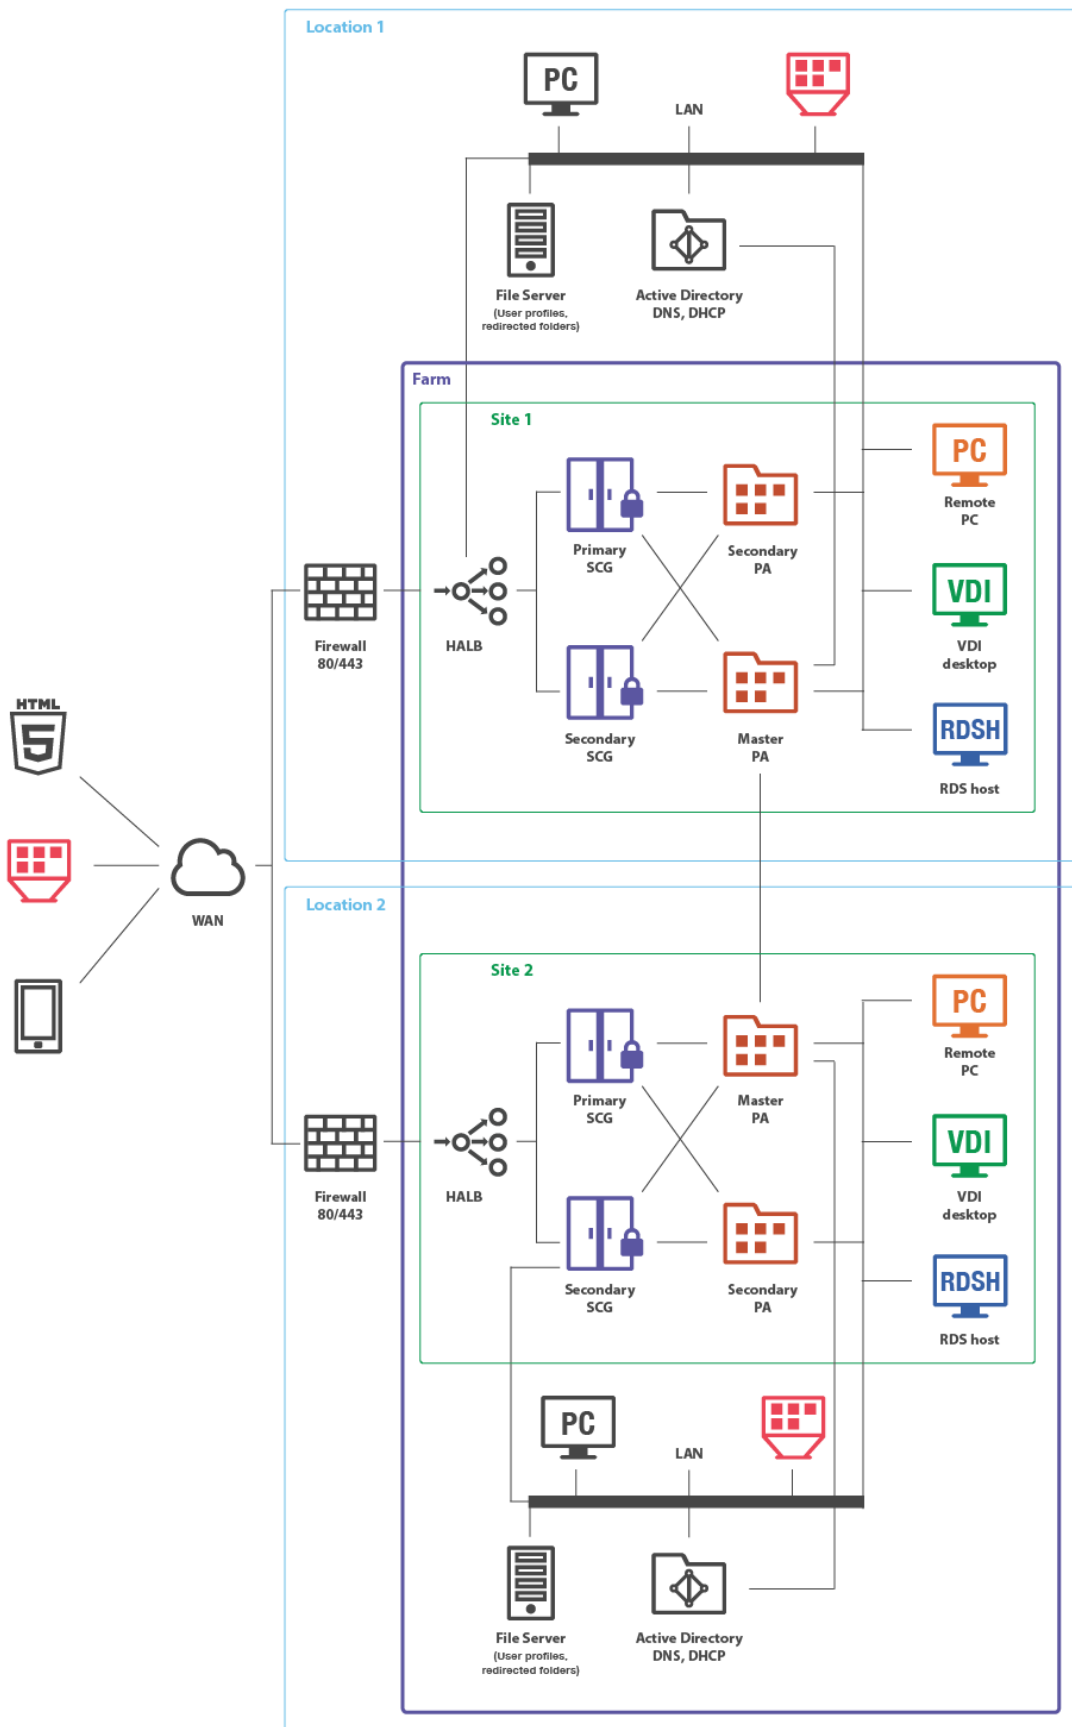 Location 1
PC
LAN
File Server
(User profiles,
redirected folders)
Active Directory
DNS, DHCP
Farm
Site 1
PC
Remote
PC
Primary
SCG
Secondary
PA
VDI
VDI
desktop
Firewall
80/443
HALB
Secondary
SCG
Master
PA
RDSH
RDS host
HTML
5
WAN
Location 2
Site 2
PC
Remote
PC
Primary
SCG
Master
PA
VDI
VDI
desktop
Firewall
80/443
HALB
Secondary
SCG
Secondary
PA
RDSH
RDS host
PC
LAN
File Server
(User profiles,
redirected folders)
Active Directory
DNS, DHCP